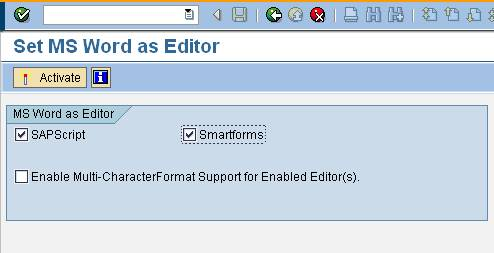 Set MS Word as Editor
Activate
MS Word as Editor
SAPScript
Smartforms
Enable Multi-CharacterFormat Support for Enabled Editor(s).